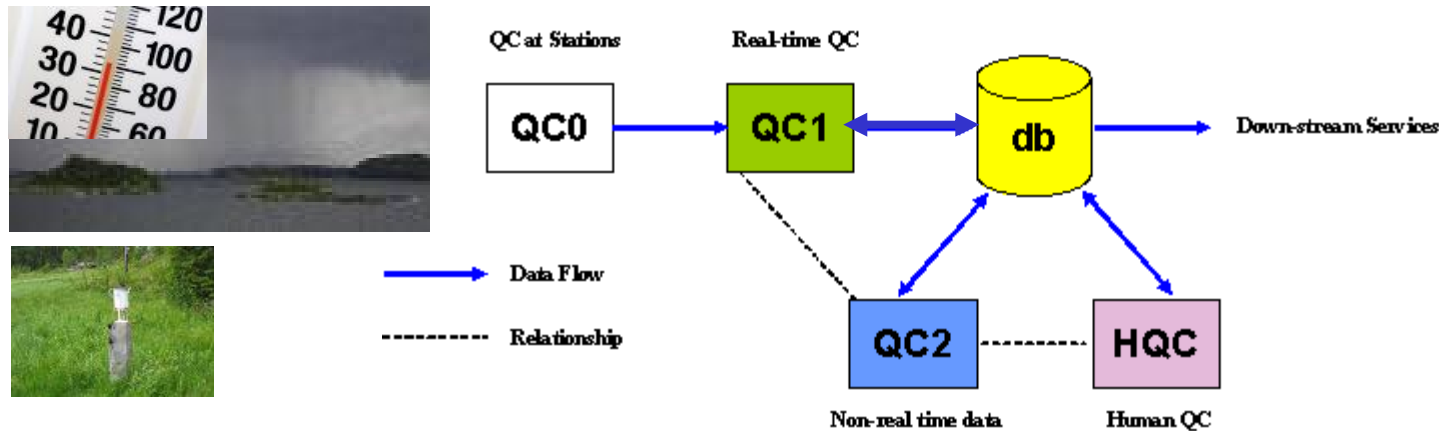 40
30
20
10
120
100
80
60
QC at Stations
Real-time QC
QC0
QC1
db
Down-stream Services
Data Flow
Relationship
QC2
HQC
Non-real time data
Human QC